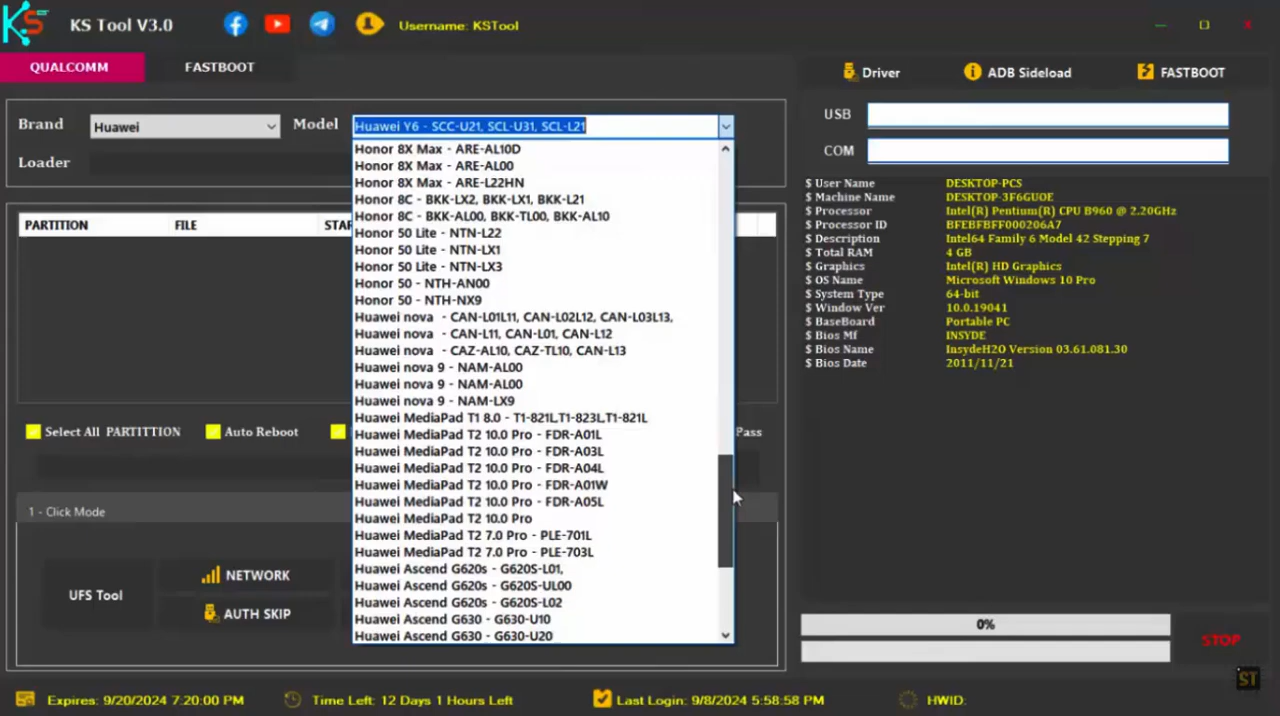 KS
KS Tool V3.0
Username: KSTool
QUALCOMM
FASTBOOT
Driver
ADB Sideload
FASTBOOT
Brand
Huawei
Model
Huawei Y6 - SCC-U21, SCL-U31, SCL-L21
Loader
USB
COM
PARTITION
FILE
STAR
Honor 8X Max - ARE-AL10D
Honor 8X Max - ARE-AL00
Honor 8X Max - ARE-L22HN
Honor 8C - BKK-LX2, BKK-LX1, BKK-L21
Honor 8C - BKK-AL00, BKK-TL00, BKK-AL10
Honor 50 Lite - NTN-L22
Honor 50 Lite - NTN-LX1
Honor 50 Lite - NTN-LX3
Honor 50 - NTH-AN00
Honor 50 - NTH-NX9
Huawei nova  - CAN-L01L11, CAN-L02L12, CAN-L03L13,
Huawei nova  - CAN-L11, CAN-L01, CAN-L12
Huawei nova  - CAZ-AL10, CAZ-TL10, CAN-L13
Huawei nova 9 - NAM-AL00
Huawei nova 9 - NAM-AL00
Huawei nova 9 - NAM-LX9
Huawei MediaPad T1 8.0 - T1-821L,T1-823L,T1-821L
Huawei MediaPad T2 10.0 Pro - FDR-A01L
Huawei MediaPad T2 10.0 Pro - FDR-A03L
Huawei MediaPad T2 10.0 Pro - FDR-A04L
Huawei MediaPad T2 10.0 Pro - FDR-A01W
Huawei MediaPad T2 10.0 Pro - FDR-A05L
Huawei MediaPad T2 10.0 Pro
Huawei MediaPad T2 7.0 Pro - PLE-701L
Huawei MediaPad T2 7.0 Pro - PLE-703L
Huawei Ascend G620s - G620S-L01,
Huawei Ascend G620s - G620S-UL00
Huawei Ascend G620s - G620S-L02
Huawei Ascend G630 - G630-U10
Huawei Ascend G630 - G630-U20
Select All PARTITTION
Auto Reboot
Pass
1 - Click Mode
UFS Tool
NETWORK
AUTH SKIP
$ User Name DESKTOP-PCS
$ Machine Name DESKTOP-3F6GUOE
$ Processor Intel(R) Pentium(R) CPU B960 @ 2.20GHz
$ Processor ID BFEBFBFF000206A7
$ Description Intel64 Family 6 Model 42 Stepping 7
$ Total RAM 4 GB
$ Graphics Intel(R) HD Graphics
$ OS Name Microsoft Windows 10 Pro
$ System Type 64-bit
$ Window Ver 10.0.19041
$ BaseBoard Portable PC
$ Bios Mf INSYDE
$ Bios Name InsydeH2O Version 03.61.081.30
$ Bios Date 2011/11/21
0%
STOP
ST
Expires: 9/20/2024 7:20:00 PM
Time Left: 12 Days 1 Hours Left
Last Login: 9/8/2024 5:58:58 PM
HWID: